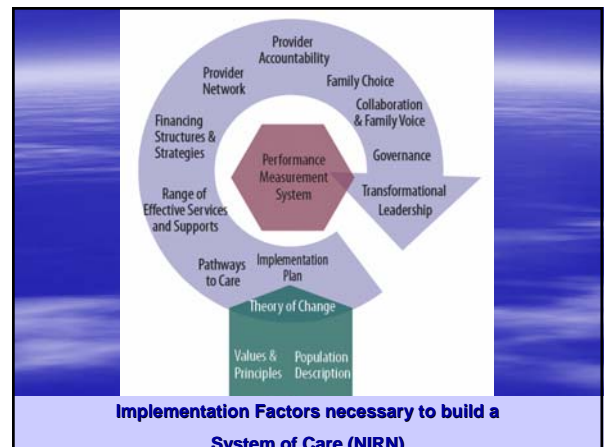 Provider
Accountability
Family Choice
Collaboration
& Family Voice
Governance
Transformational
Leadership
Provider
Network
Financing
Structures &
Strategies
Range of
Effective Services
and Supports
Pathways
to Care
Implementation
Plan
Performance
Measurement
System
Theory of Change
Values &
Principles
Population
Description
Implementation Factors necessary to build a
System of Care (NIRN)